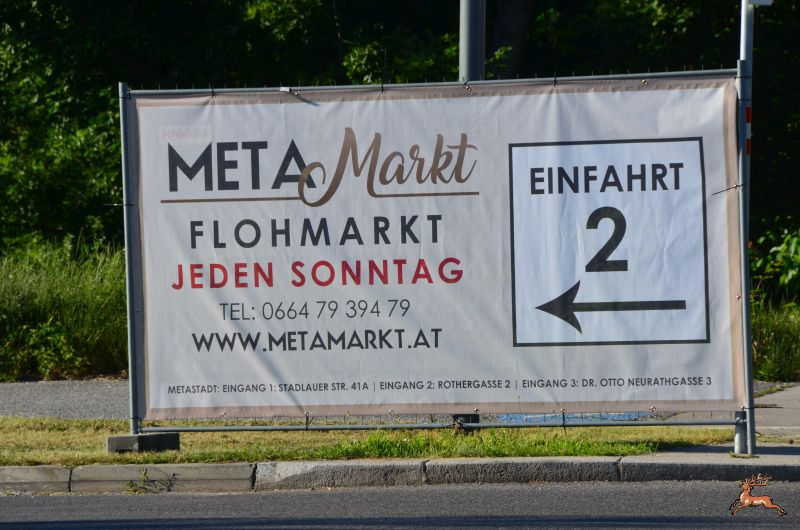 META Markt
FLOHMARKT
JEDEN SONNTAG
TEL: 0664 79 394 79
WWW.METAMARKT.AT
EINFAHRT
2
METASTADT: EINGANG 1: STADLAUER STR. 41A | EINGANG 2: ROTHERGASSE 2 | EINGANG 3: DR. OTTO NEURATHGASSE 3